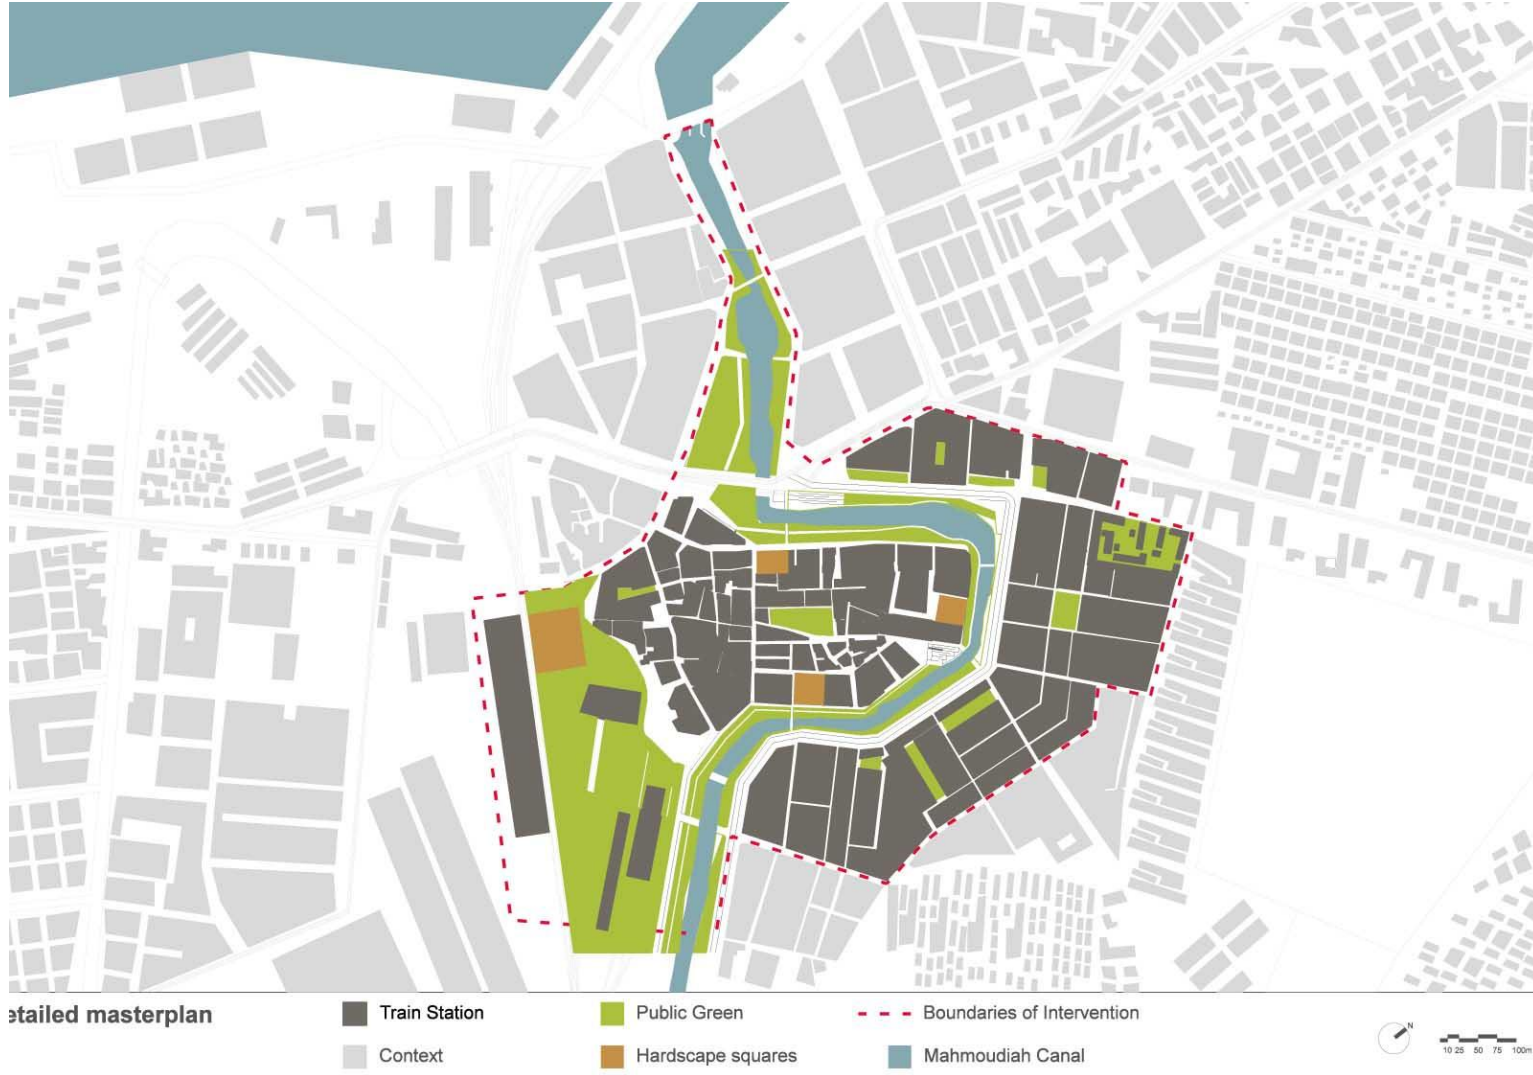 etailed masterplan
Train Station
Public Green
Boundaries of Intervention
Context
Hardscape squares
Mahmoudiah Canal
N
10 25 50 75 100m